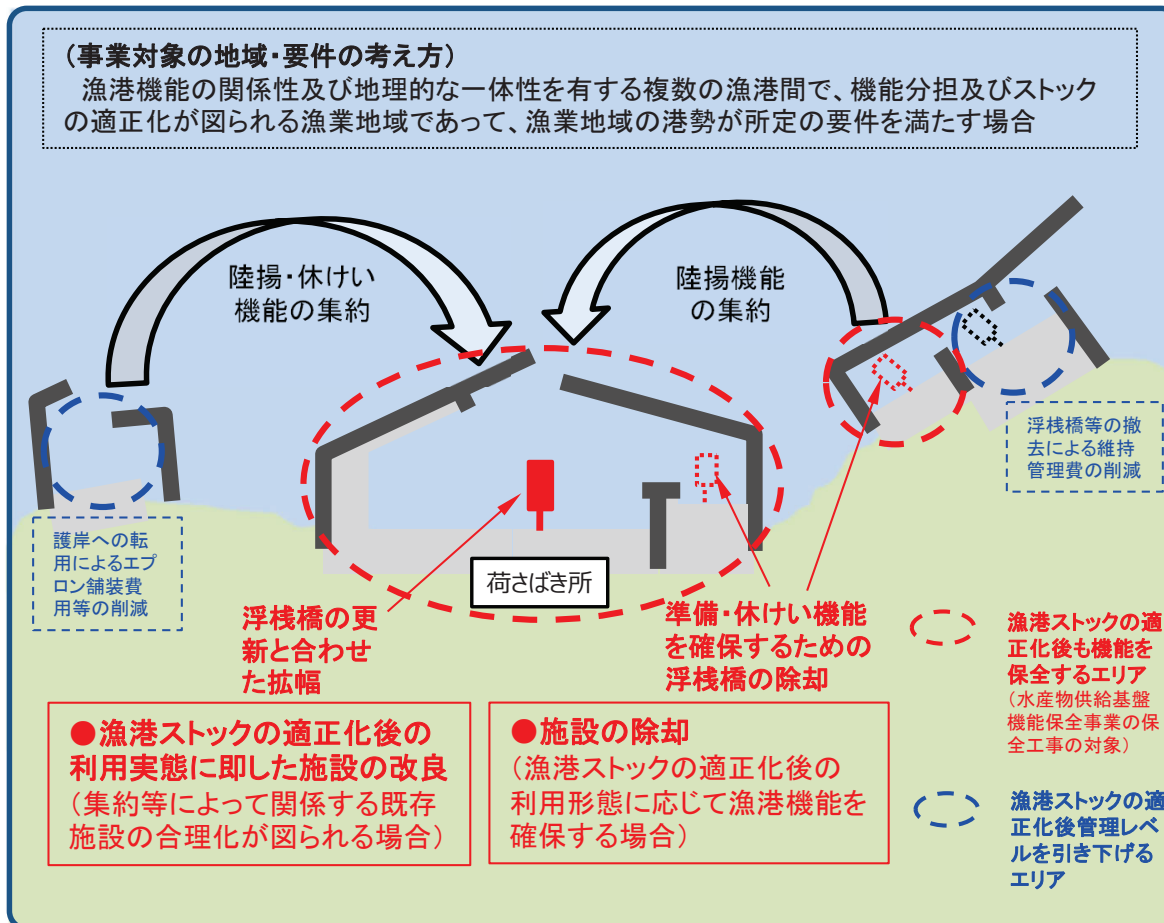 (事業対象の地域・要件の考え方)
漁港機能の関係性及び地理的な一体性を有する複数の漁港間で、機能分担及びストック
の適正化が図られる漁業地域であって、漁業地域の港勢が所定の要件を満たす場合
陸揚・休けい
機能の集約
陸揚機能
の集約
浮桟橋等の撤
去による維持
管理費の削減
護岸への転
用によるエプ
ロン舗装費
用等の削減
荷さばき所
浮桟橋の更
新と合わせ
た拡幅
準備・休けい機能
を確保するための
浮桟橋の除却
漁港ストックの適
正化後も機能を
保全するエリア
(水産物供給基盤
機能保全事業の保
全工事の対象)
●漁港ストックの適正化後の
利用実態に即した施設の改良
(集約等によって関係する既存
施設の合理化が図られる場合)
●施設の除却
(漁港ストックの適正化後の
利用形態に応じて漁港機能を
確保する場合)
漁港ストックの適
正化後管理レベ
ルを引き下げる
エリア